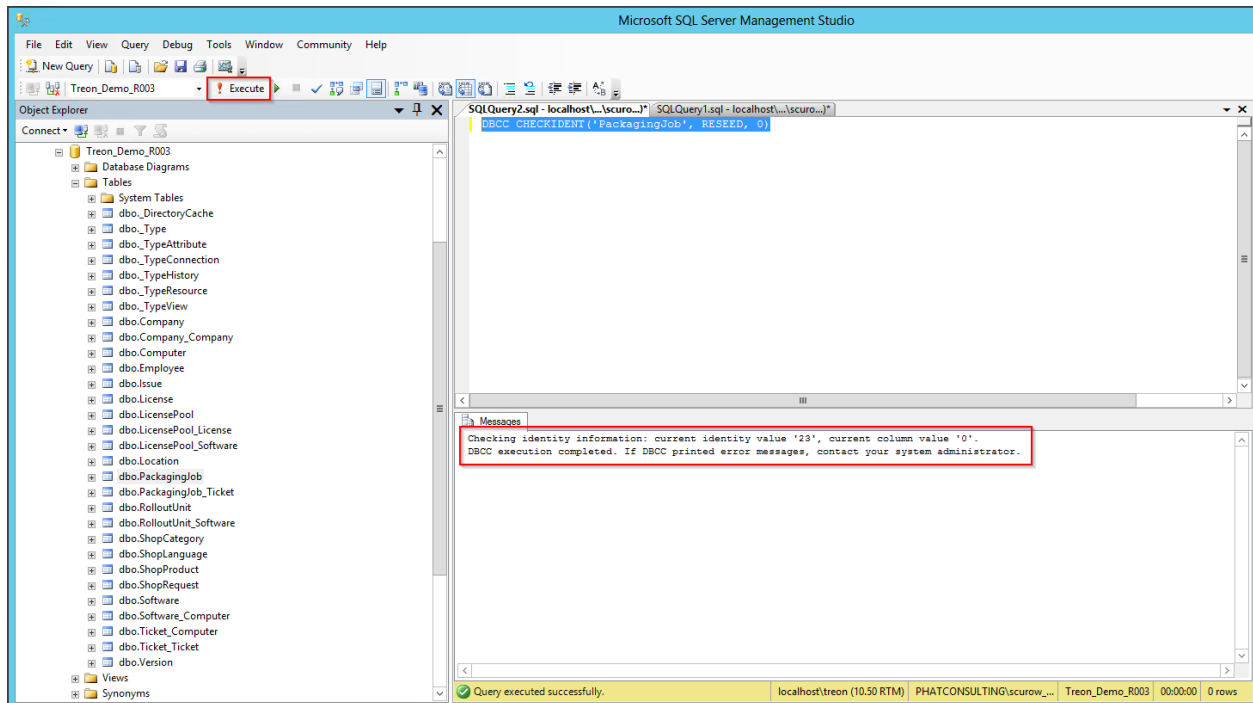 Microsoft SQL Server Management Studio
File Edit View Query Debug Tools Window Community Help
New Query
Treon_Demo_R003 Execute
Object Explorer
SQLQuery2.sql - localhost\...\scuro...)* SQLQuery1.sql - localhost\...\scuro...)*
Connect
DBCC CHECKIDENT('PackagingJob', RESEED, 0)
Treon_Demo_R003
Database Diagrams
Tables
System Tables
dbo._DirectoryCache
dbo._Type
dbo._TypeAttribute
dbo._TypeConnection
dbo._TypeHistory
dbo._TypeResource
dbo._TypeView
dbo.Company
dbo.Company_Company
dbo.Computer
dbo.Employee
dbo.Issue
dbo.License
dbo.LicensePool
dbo.LicensePool_License
dbo.LicensePool_Software
dbo.Location
dbo.PackagingJob
dbo.PackagingJob_Ticket
dbo.RolloutUnit
dbo.RolloutUnit_Software
dbo.ShopCategory
dbo.ShopLanguage
dbo.ShopProduct
dbo.ShopRequest
dbo.Software
dbo.Software_Computer
dbo.Ticket_Computer
dbo.Ticket_Ticket
dbo.Version
Views
Synonyms
Messages
Checking identity information: current identity value '23', current column value '0'.
DBCC execution completed. If DBCC printed error messages, contact your system administrator.
Query executed successfully. localhost\treon (10.50 RTM) PHATCONSULTING\scurow_... Treon_Demo_R003 00:00:00 0 rows